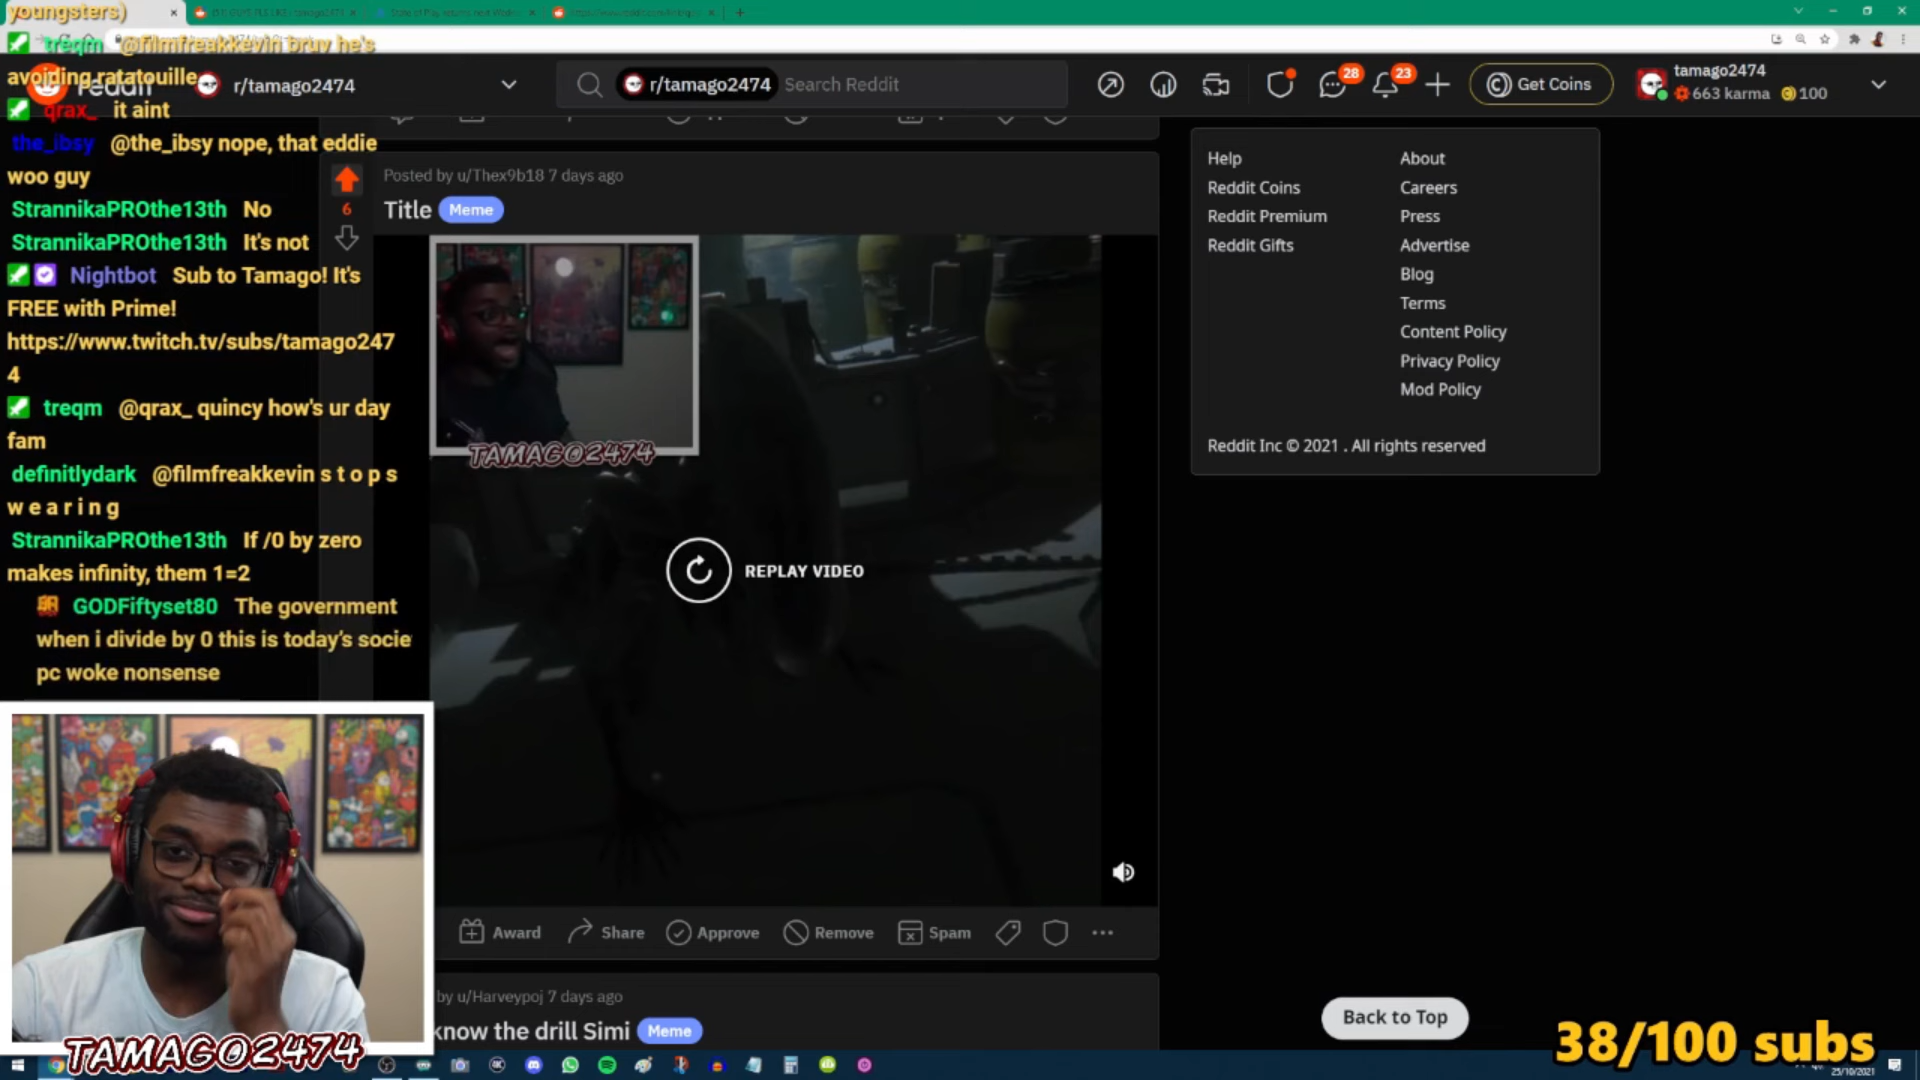 youngsters)
treqm @filmfreakkevin bruv he's
avoiding ratatouille
qrax_ it aint
the_ibsy @the_ibsy nope, that eddie
woo guy
StrannikaPROthe13th No
StrannikaPROthe13th It's not
Nightbot Sub to Tamago! It's
FREE with Prime!
https://www.twitch.tv/subs/tamago247
4
treqm @qrax_ quincy how's ur day
fam
definitlydark @filmfreakkevin s t o p s
w e a r i n g
StrannikaPROthe13th If /0 by zero
makes infinity, them 1=2
GODFiftyset80 The government
when i divide by 0 this is today's socie
pc woke nonsense
TAMAGO2474
reddit
r/tamago2474
r/tamago2474 Search Reddit
28
23
Get Coins
tamago2474
663 karma 100
Posted by u/Thex9b18 7 days ago
6
Title Meme
TAMAGO2474
REPLAY VIDEO
Award Share Approve Remove Spam
by u/Harveypoj 7 days ago
know the drill Simi Meme
Help
Reddit Coins
Reddit Premium
Reddit Gifts
About
Careers
Press
Advertise
Blog
Terms
Content Policy
Privacy Policy
Mod Policy
Reddit Inc © 2021 . All rights reserved
Back to Top
38/100 subs
25/10/2021